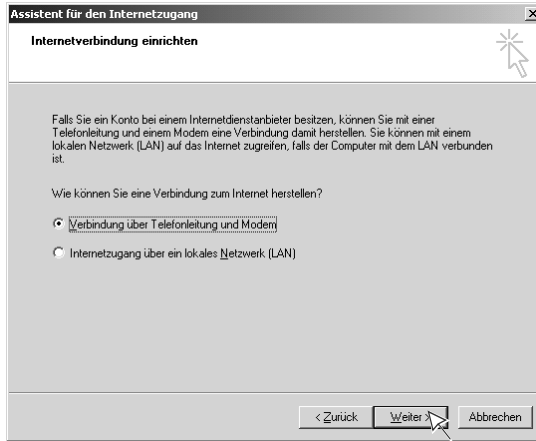 Assistent für den Internetzugang
Internetverbindung einrichten
Falls Sie ein Konto bei einem Internetdienstanbieter besitzen, können Sie mit einer
Telefonleitung und einem Modem eine Verbindung damit herstellen. Sie können mit einem
lokalen Netzwerk (LAN) auf das Internet zugreifen, falls der Computer mit dem LAN verbunden
ist.
Wie können Sie eine Verbindung zum Internet herstellen?
Verbindung über Telefonleitung und Modem
Internetzugang über ein lokales Netzwerk (LAN)
< Zurück Weiter > Abbrechen